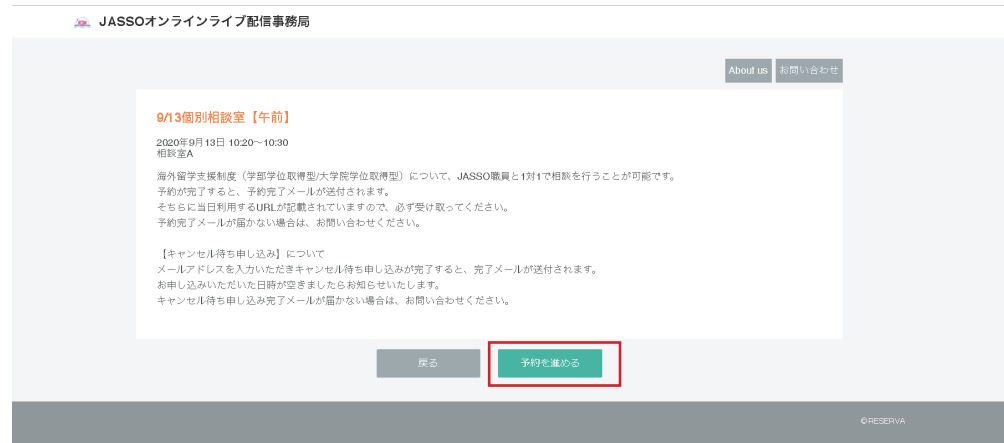 JASSOオンラインライブ配信事務局
About us お問い合わせ
9/13個別相談室【午前】
2020年9月13日 10:20～10:30
相談室A
海外留学支援制度（学部学位取得型/大学院学位取得型）について、JASSO職員と1対1で相談を行うことが可能です。
予約が完了すると、予約完了メールが送付されます。
そちらに当日利用するURLが記載されていますので、必ず受け取ってください。
予約完了メールが届かない場合は、お問い合わせください。
【キャンセル待ち申し込み】について
メールアドレスを入力いただきキャンセル待ち申し込みが完了すると、完了メールが送付されます。
お申し込みいただいた日時が空きましたらお知らせいたします。
キャンセル待ち申し込み完了メールが届かない場合は、お問い合わせください。
戻る 予約を進める
©RESERVA